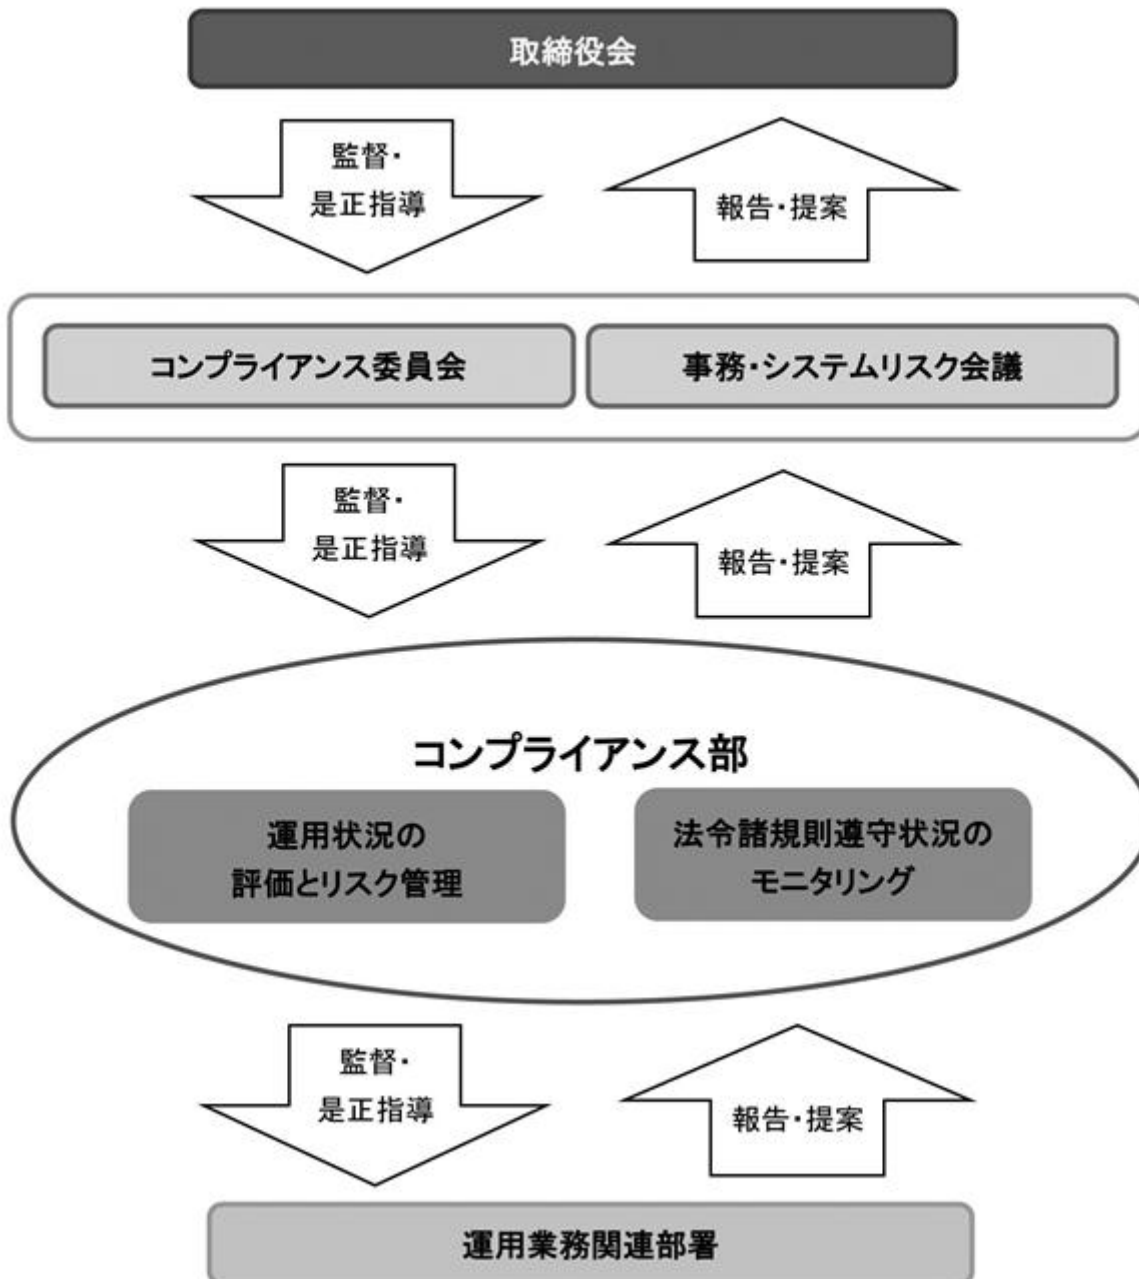 取締役会
監督・
是正指導
報告・提案
コンプライアンス委員会
事務・システムリスク会議
監督・
是正指導
報告・提案
コンプライアンス部
運用状況の
評価とリスク管理
法令諸規則遵守状況の
モニタリング
監督・
是正指導
報告・提案
運用業務関連部署